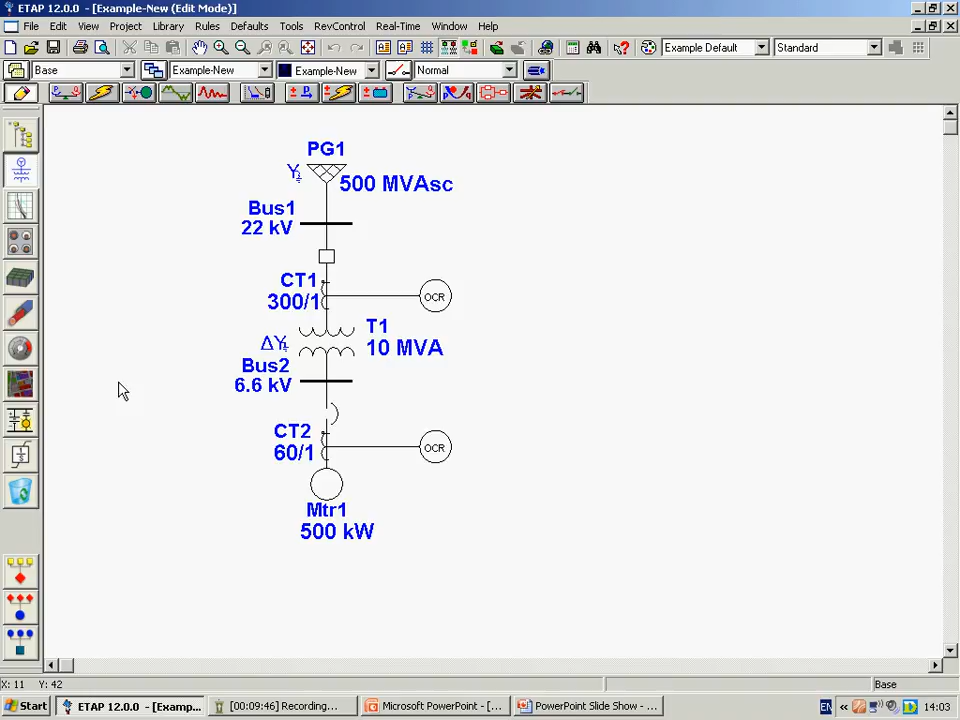 ETAP 12.0.0 - [Example-New (Edit Mode)]
File Edit View Project Library Rules Defaults Tools RevControl Real-Time Window Help
Example Default Standard
Base Example-New Example-New Normal
PG1
500 MVAsc
Bus1
22 kV
CT1
300/1
OCR
T1
10 MVA
ΔY
Bus2
6.6 kV
CT2
60/1
OCR
Mtr1
500 kW
X: 11 Y: 42 Base
Start ETAP 12.0.0 - [Examp... [00:09:46] Recording... Microsoft PowerPoint - [... PowerPoint Slide Show - ... EN « 14:03